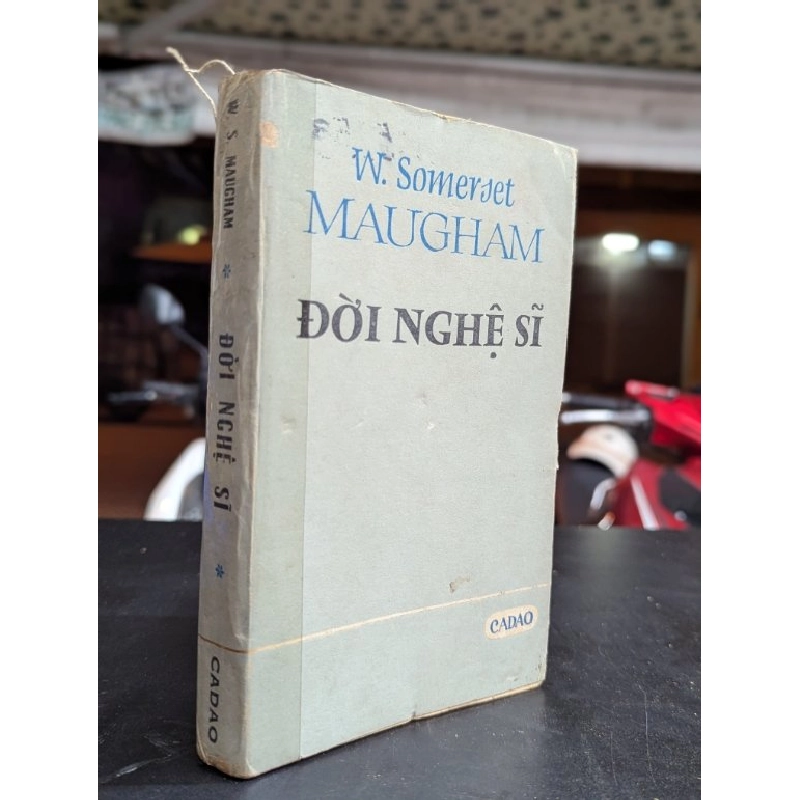 W. Somerset
MAUGHAM
ĐỜI NGHỆ SĨ
CADAO
W. S. MAUGHAM * ĐỜI NGHỆ SĨ * CADAO